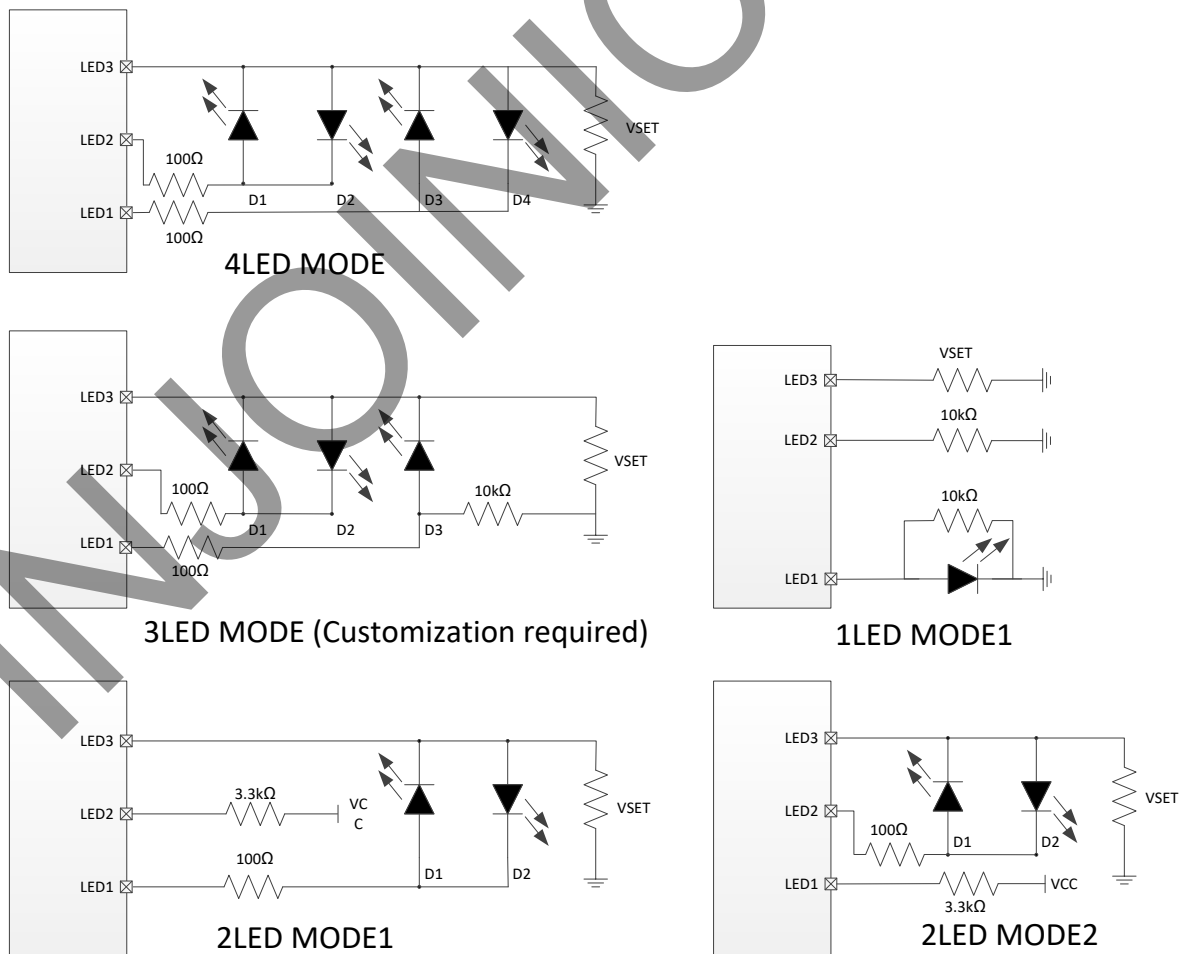 LED3
LED2
LED1
100Ω
100Ω
D1
D2
D3
D4
VSET
4LED MODE
LED3
LED2
LED1
100Ω
100Ω
D1
D2
D3
10kΩ
VSET
3LED MODE (Customization required)
LED3
LED2
LED1
VSET
10kΩ
10kΩ
1LED MODE1
LED3
LED2
LED1
3.3kΩ
VC
C
100Ω
D1
D2
VSET
2LED MODE1
LED3
LED2
LED1
100Ω
D1
D2
VSET
3.3kΩ
VCC
2LED MODE2
INJOINIC